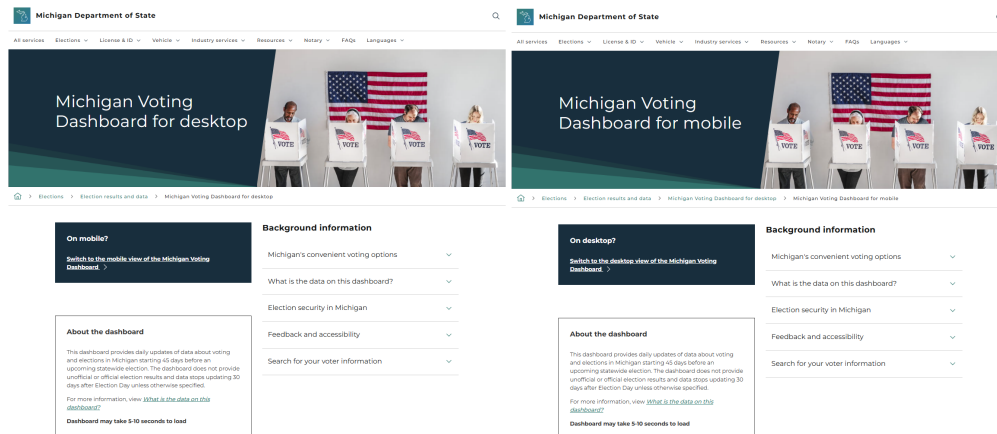 Michigan Department of State
All services Elections License & ID Vehicle Industry services Resources Notary FAQs Languages
Michigan Voting
Dashboard for desktop
VOTE VOTE VOTE VOTE
Elections > Election results and data > Michigan Voting Dashboard for desktop
On mobile?
Switch to the mobile view of the Michigan Voting
Dashboard >
About the dashboard
This dashboard provides daily updates of data about voting
and elections in Michigan starting 45 days before an
upcoming statewide election. The dashboard does not provide
unofficial or official election results and data stops updating 30
days after Election Day unless otherwise specified.
For more information, view What is the data on this
dashboard?
Dashboard may take 5-10 seconds to load
Background information
Michigan's convenient voting options
What is the data on this dashboard?
Election security in Michigan
Feedback and accessibility
Search for your voter information
Michigan Department of State
All services Elections License & ID Vehicle Industry services Resources Notary FAQs Languages
Michigan Voting
Dashboard for mobile
VOTE VOTE VOTE VOTE
Elections > Election results and data > Michigan Voting Dashboard for desktop > Michigan Voting Dashboard for mobile
On desktop?
Switch to the desktop view of the Michigan Voting
Dashboard >
About the dashboard
This dashboard provides daily updates of data about voting
and elections in Michigan starting 45 days before an
upcoming statewide election. The dashboard does not provide
unofficial or official election results and data stops updating 30
days after Election Day unless otherwise specified.
For more information, view What is the data on this
dashboard?
Dashboard may take 5-10 seconds to load
Background information
Michigan's convenient voting options
What is the data on this dashboard?
Election security in Michigan
Feedback and accessibility
Search for your voter information